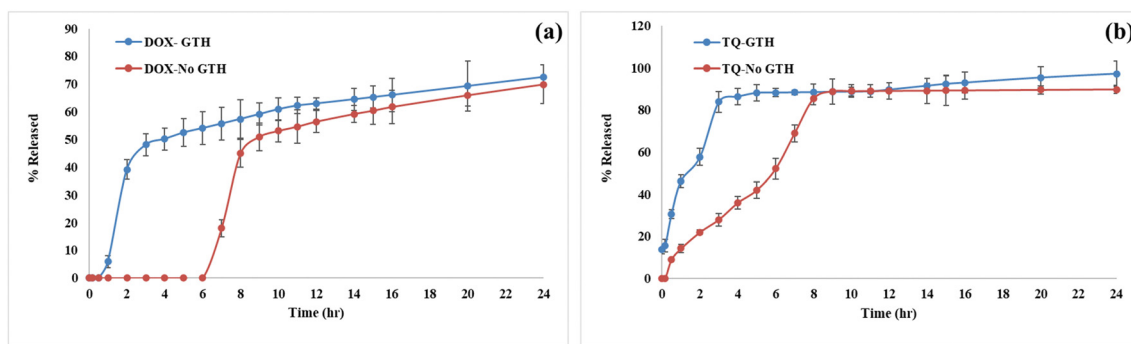 (a)
DOX- GTH
DOX-No GTH
% Released
90
80
70
60
50
40
30
20
10
0
0 2 4 6 8 10 12 14 16 18 20 22 24
Time (hr)
(b)
TQ-GTH
TQ-No GTH
% Released
120
100
80
60
40
20
0
0 2 4 6 8 10 12 14 16 18 20 22 24
Time (hr)